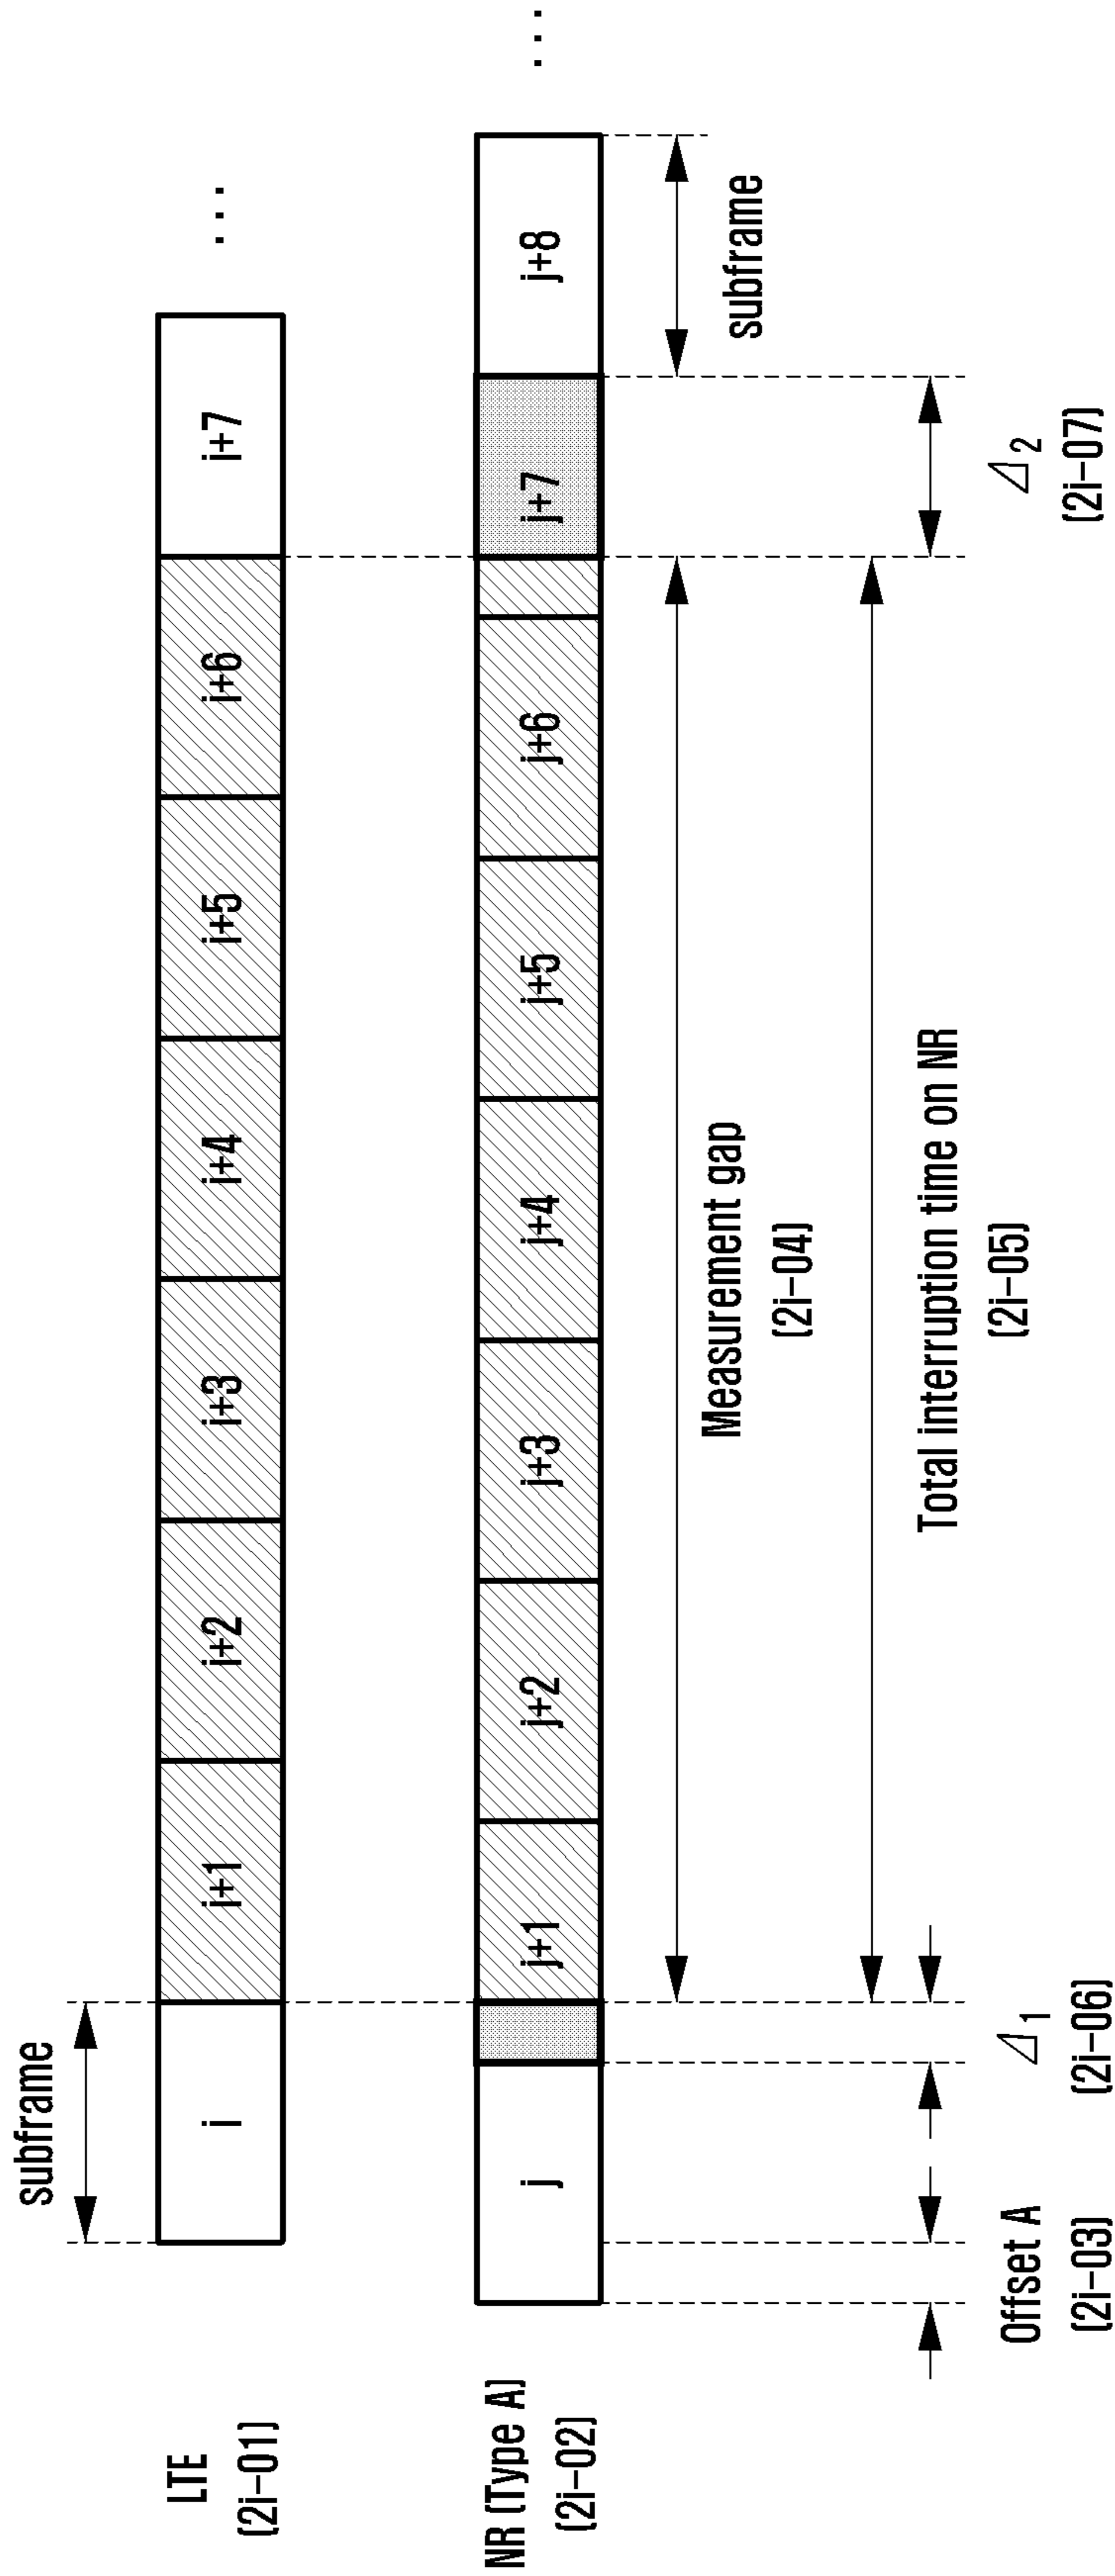 subframe
LTE
(2i-01)
i
i+1
i+2
i+3
i+4
i+5
i+6
i+7
...
NR (Type A)
(2i-02)
j
j+1
j+2
j+3
j+4
j+5
j+6
j+7
j+8
...
subframe
Measurement gap
(2i-04)
Total interruption time on NR
(2i-05)
Offset A
(2i-03)
Δ1
(2i-06)
Δ2
(2i-07)